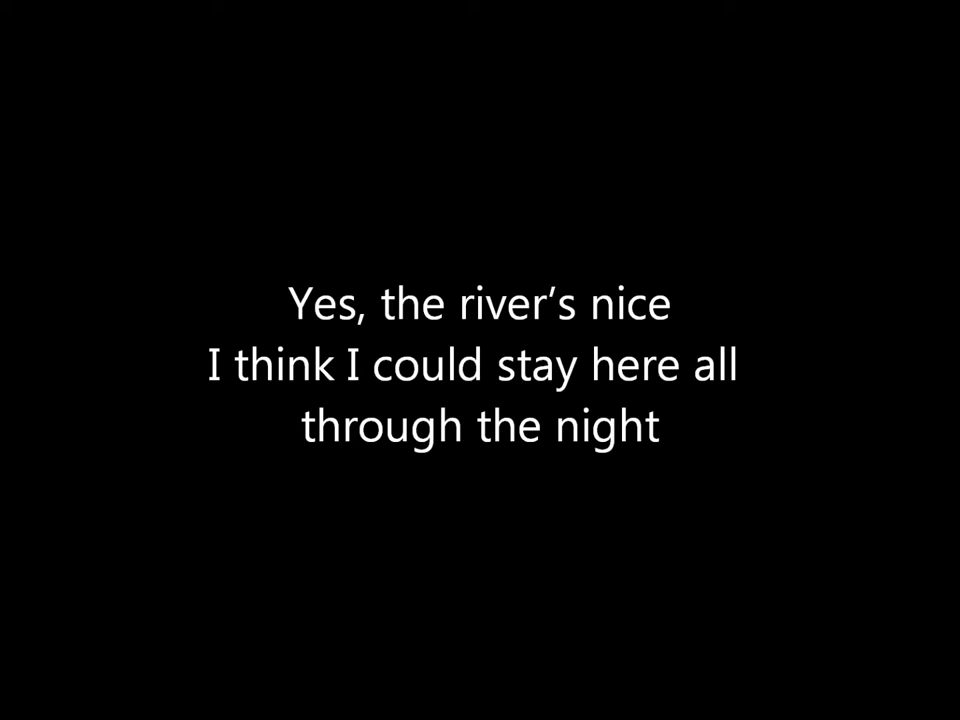 Yes, the river’s nice
I think I could stay here all
through the night